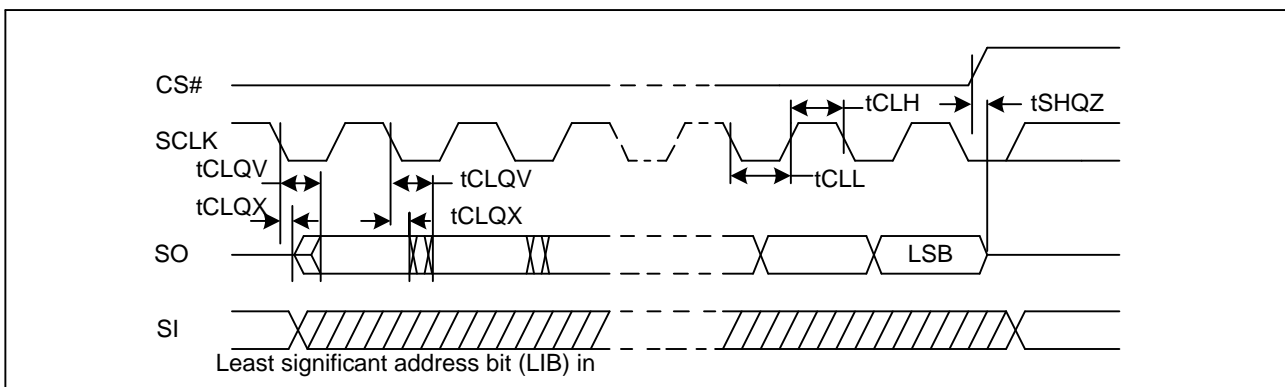 CS#
tCLH
tSHQZ
SCLK
tCLQV
tCLQV
tCLL
tCLQX
tCLQX
SO
LSB
SI
Least significant address bit (LIB) in